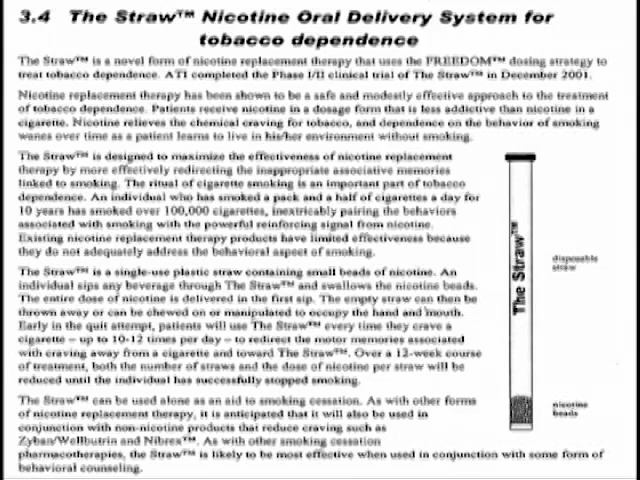 3.4 The Straw™ Nicotine Oral Delivery System for
tobacco dependence
The Straw™ is a novel form of nicotine replacement therapy that uses the FREEDOM™ dosing strategy to
treat tobacco dependence. ATI completed the Phase I/II clinical trial of The Straw™ in December 2001.
Nicotine replacement therapy has been shown to be a safe and modestly effective approach to the treatment
of tobacco dependence. Patients receive nicotine in a dosage form that is less addictive than nicotine in a
cigarette. Nicotine relieves the chemical craving for tobacco, and dependence on the behavior of smoking
wanes over time as a patient learns to live in his/her environment without smoking.
The Straw™ is designed to maximize the effectiveness of nicotine replacement
therapy by more effectively redirecting the inappropriate associative memories
linked to smoking. The ritual of cigarette smoking is an important part of tobacco
dependence. An individual who has smoked a pack and a half of cigarettes a day for
10 years has smoked over 100,000 cigarettes, inextricably pairing the behaviors
associated with smoking with the powerful reinforcing signal from nicotine.
Existing nicotine replacement therapy products have limited effectiveness because
they do not adequately address the behavioral aspect of smoking.
The Straw™ is a single-use plastic straw containing small beads of nicotine. An
individual sips any beverage through The Straw™ and swallows the nicotine beads.
The entire dose of nicotine is delivered in the first sip. The empty straw can then be
thrown away or can be chewed on or manipulated to occupy the hand and mouth.
Early in the quit attempt, patients will use The Straw™ every time they crave a
cigarette – up to 10-12 times per day – to redirect the motor memories associated
with craving away from a cigarette and toward The Straw™. Over a 12-week course
of treatment, both the number of straws and the dose of nicotine per straw will be
reduced until the individual has successfully stopped smoking.
The Straw™ can be used alone as an aid to smoking cessation. As with other forms
of nicotine replacement therapy, it is anticipated that it will also be used in
conjunction with non-nicotine products that reduce craving such as
Zyban/Wellbutrin and Nibrex™. As with other smoking cessation
pharmacotherapies, the Straw™ is likely to be most effective when used in conjunction with some form of
behavioral counseling.
The Straw™
disposable
straw
nicotine
beads